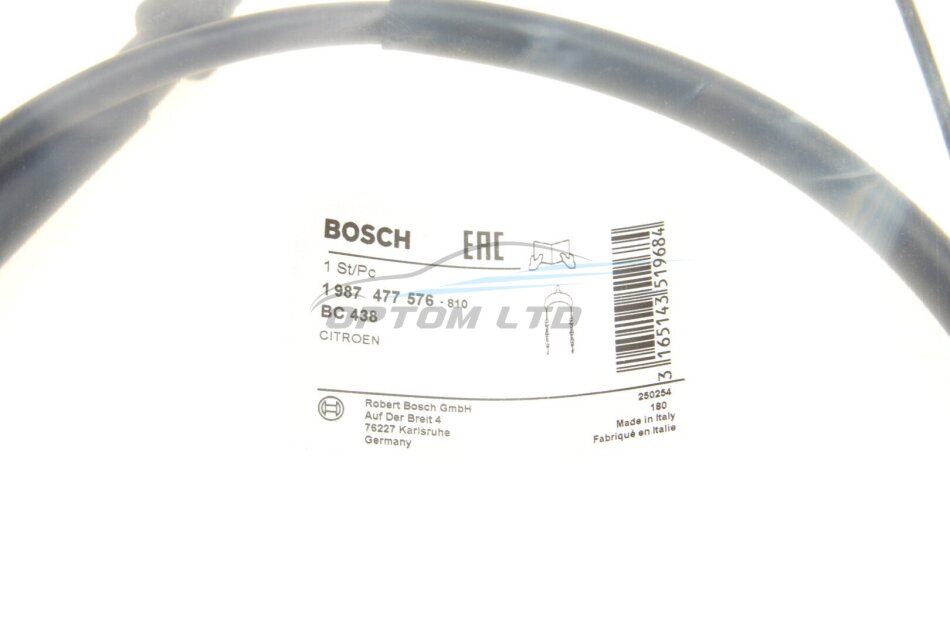 BOSCH
EAC
1 St/Pc
1 987 477 576 - 810
BC 438
CITROEN
OPTOM LTD
3 165143 519684
Robert Bosch GmbH
Auf Der Breit 4
76227 Karlsruhe
Germany
250254
180
Made in Italy
Fabriqué en Italie